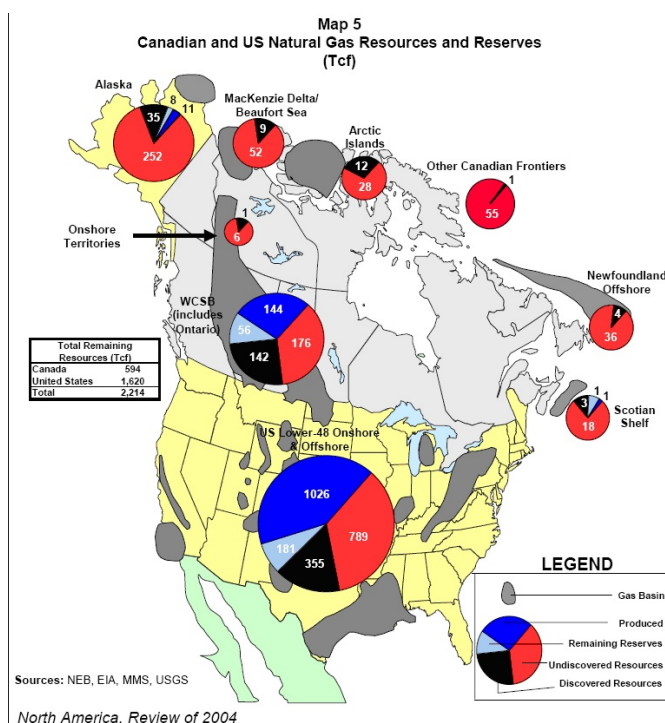 Map 5
Canadian and US Natural Gas Resources and Reserves
(Tcf)
Alaska
8
11
35
252
MacKenzie Delta/
Beaufort Sea
9
52
Arctic
Islands
12
28
Other Canadian Frontiers
1
55
Onshore
Territories
1
6
Newfoundland
Offshore
4
36
WCSB
(includes
Ontario)
144
56
176
142
Total Remaining
Resources (Tcf)
Canada 594
United States 1,620
Total 2,214
1
1
3
18
Scotian
Shelf
US Lower-48 Onshore
& Offshore
1026
181
789
355
LEGEND
Gas Basin
Produced
Remaining Reserves
Undiscovered Resources
Discovered Resources
Sources: NEB, EIA, MMS, USGS
North America, Review of 2004